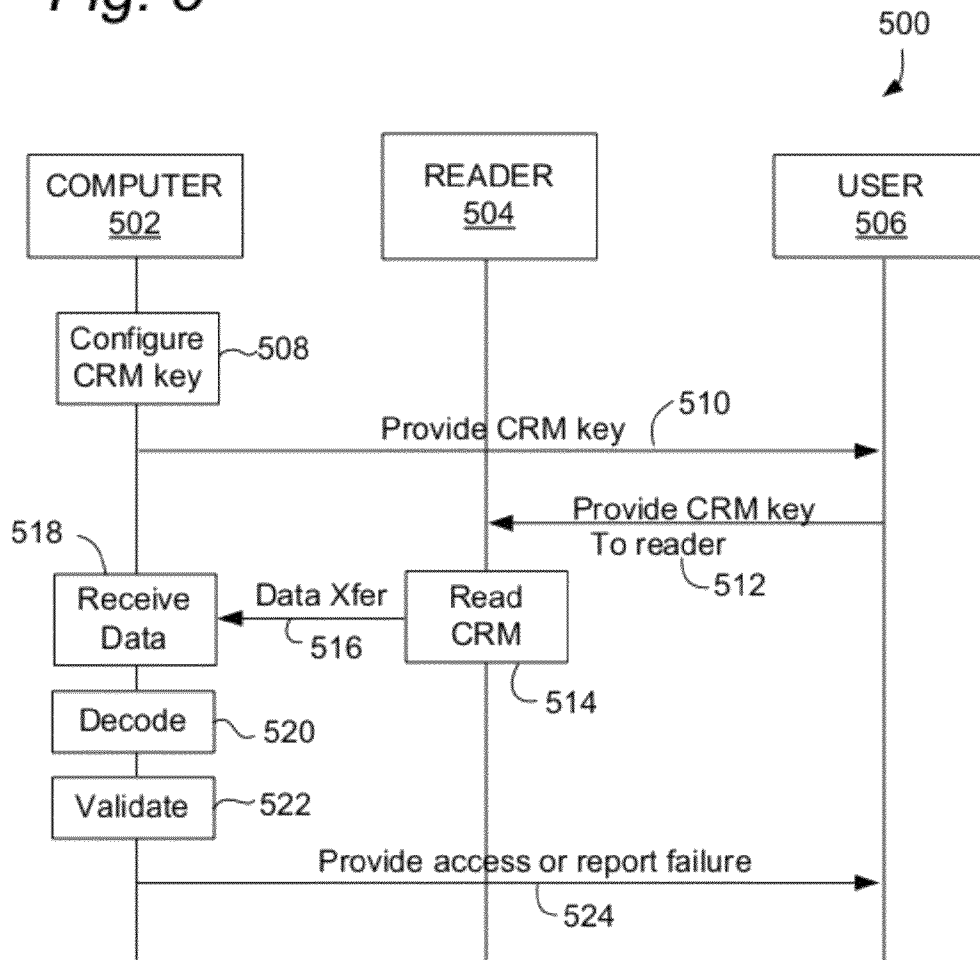 500
COMPUTER
502
READER
504
USER
506
Configure
CRM key
508
Provide CRM key
510
Provide CRM key
To reader
512
518
Receive
Data
Data Xfer
516
Read
CRM
514
Decode
520
Validate
522
Provide access or report failure
524